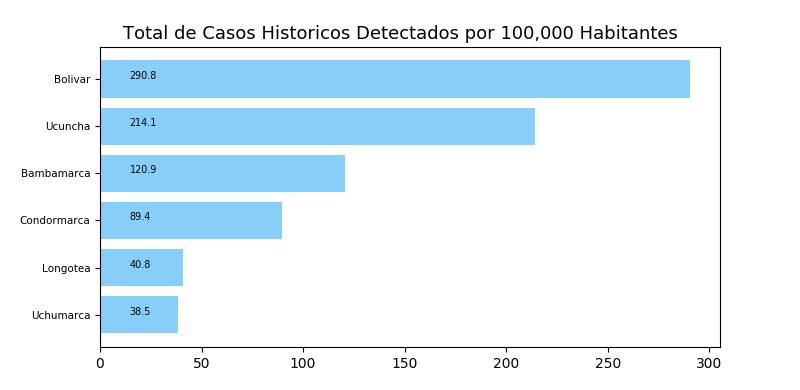 Total de Casos Historicos Detectados por 100,000 Habitantes
Bolivar 290.8
Ucuncha 214.1
Bambamarca 120.9
Condormarca 89.4
Longotea 40.8
Uchumarca 38.5
0 50 100 150 200 250 300